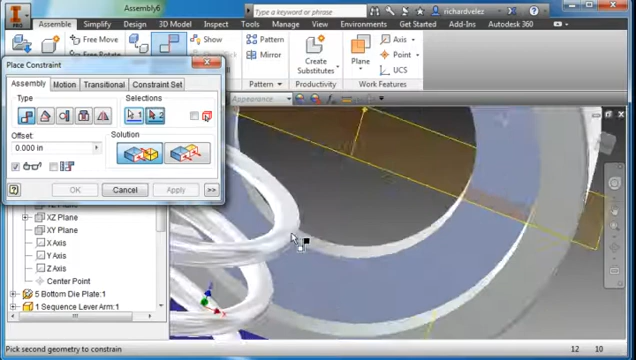 Assembly6
Type a keyword or phrase
richardvelez
Assemble Simplify Design 3D Model Inspect Tools Manage View Environments Get Started Add-Ins Autodesk 360
Free Move
Show
Pattern
Mirror
Create Substitutes
Plane
Axis
Point
UCS
Pattern
Work Features
Appearance
Place Constraint
Assembly Motion Transitional Constraint Set
Type
Selections
1
2
Offset:
0.000 in
Solution
OK
Cancel
Apply
>>
XZ Plane
XY Plane
X Axis
Y Axis
Z Axis
Center Point
5 Bottom Die Plate:1
1 Sequence Lever Arm:1
Pick second geometry to constrain
12 10